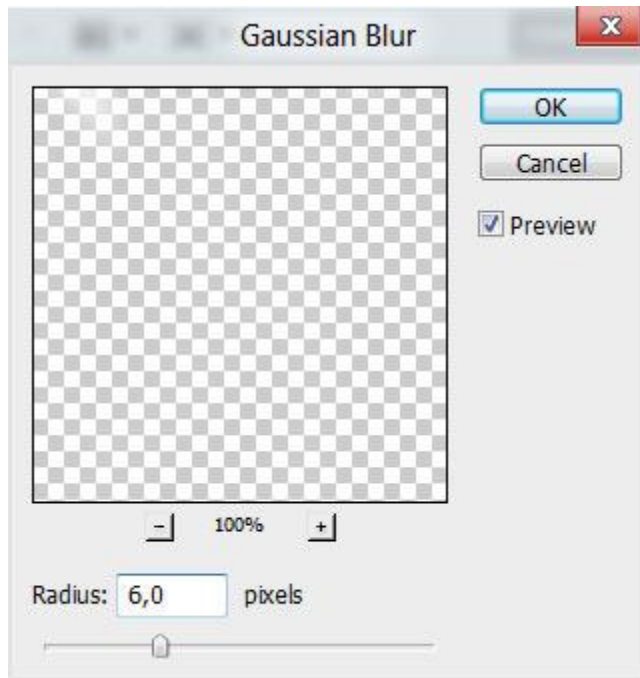 Gaussian Blur
x
OK
Cancel
Preview
- 100% +
Radius: 6,0 pixels